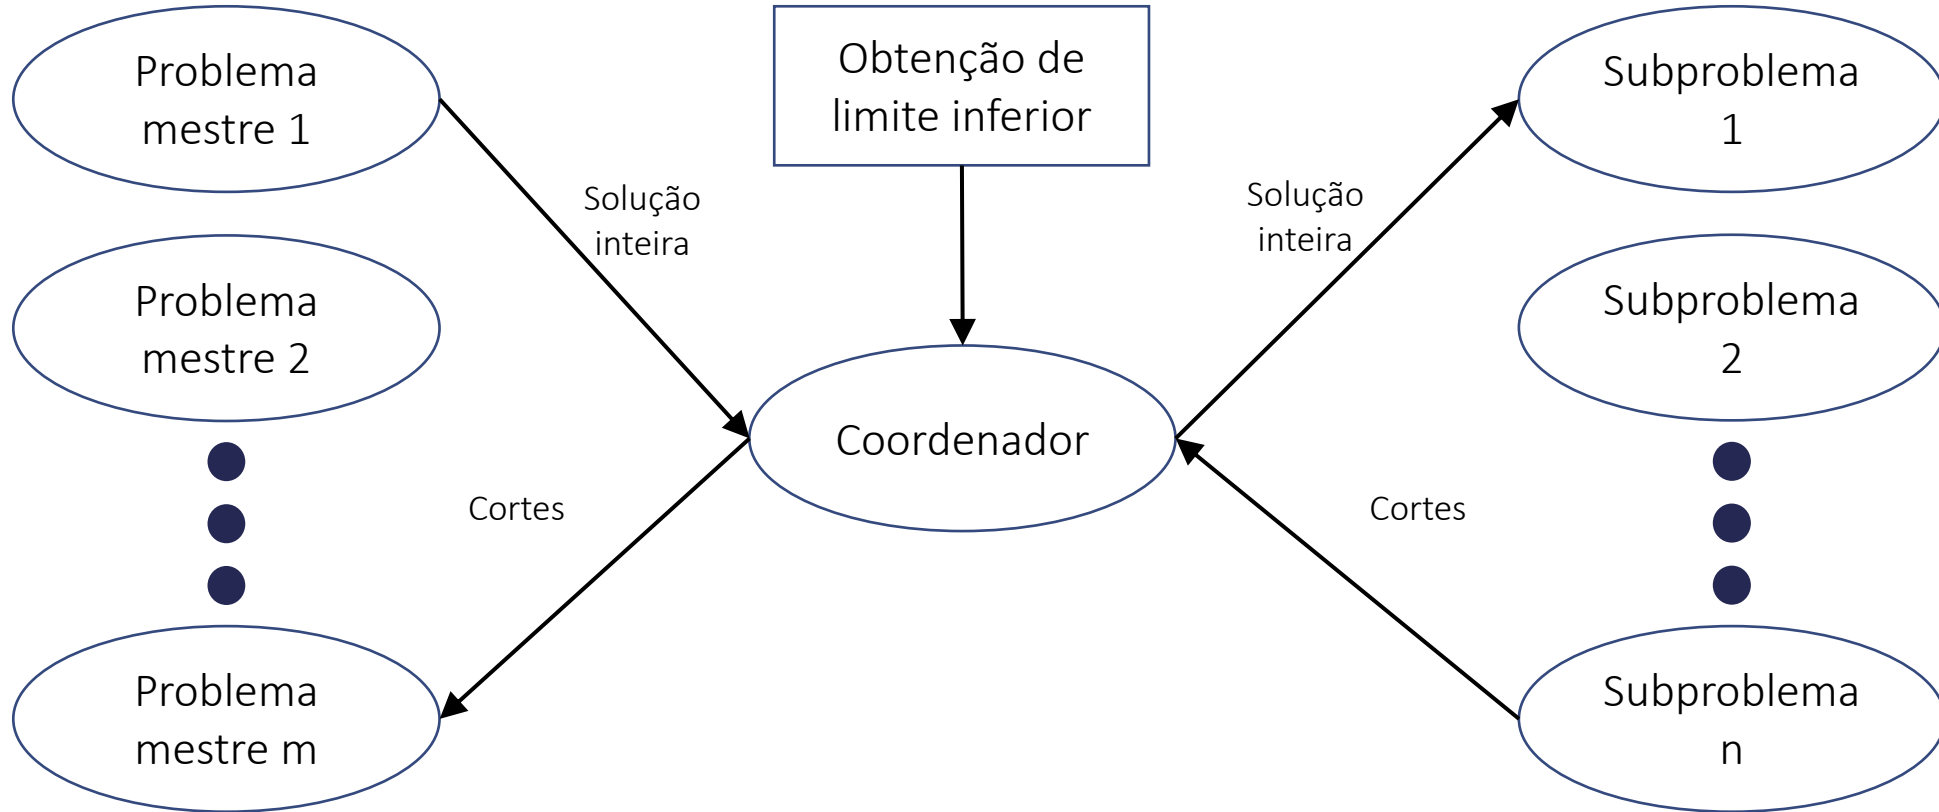 Problema
mestre 1
Obtenção de
limite inferior
Subproblema
1
Solução
inteira
Solução
inteira
Problema
mestre 2
Subproblema
2
Coordenador
Cortes
Cortes
Problema
mestre m
Subproblema
n